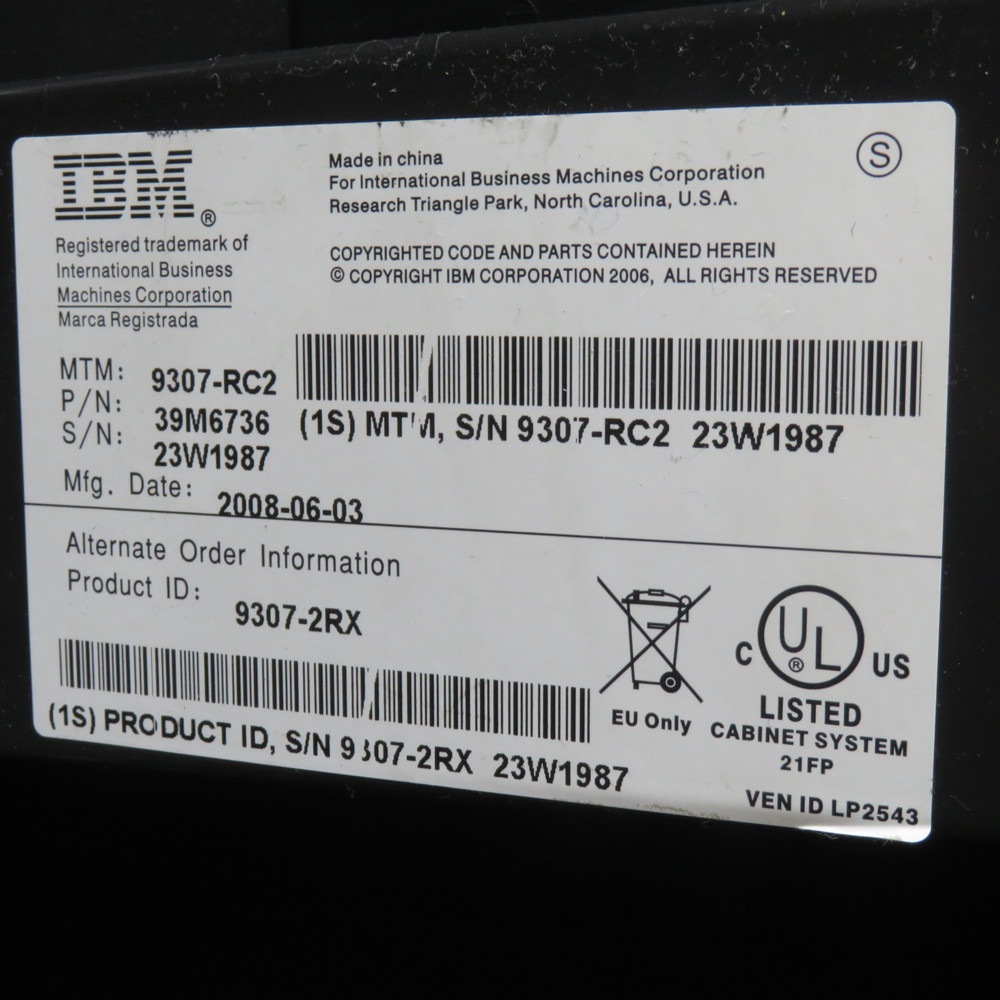 IBM®
Registered trademark of
International Business
Machines Corporation
Marca Registrada
Made in china
For International Business Machines Corporation
Research Triangle Park, North Carolina, U.S.A.
S
COPYRIGHTED CODE AND PARTS CONTAINED HEREIN
© COPYRIGHT IBM CORPORATION 2006, ALL RIGHTS RESERVED
MTM: 9307-RC2
P/N: 39M6736
S/N: 23W1987
(1S) MTM, S/N 9307-RC2 23W1987
Mfg. Date: 2008-06-03
Alternate Order Information
Product ID: 9307-2RX
(1S) PRODUCT ID, S/N 9307-2RX 23W1987
EU Only
C UL® US
LISTED
CABINET SYSTEM
21FP
VEN ID LP2543